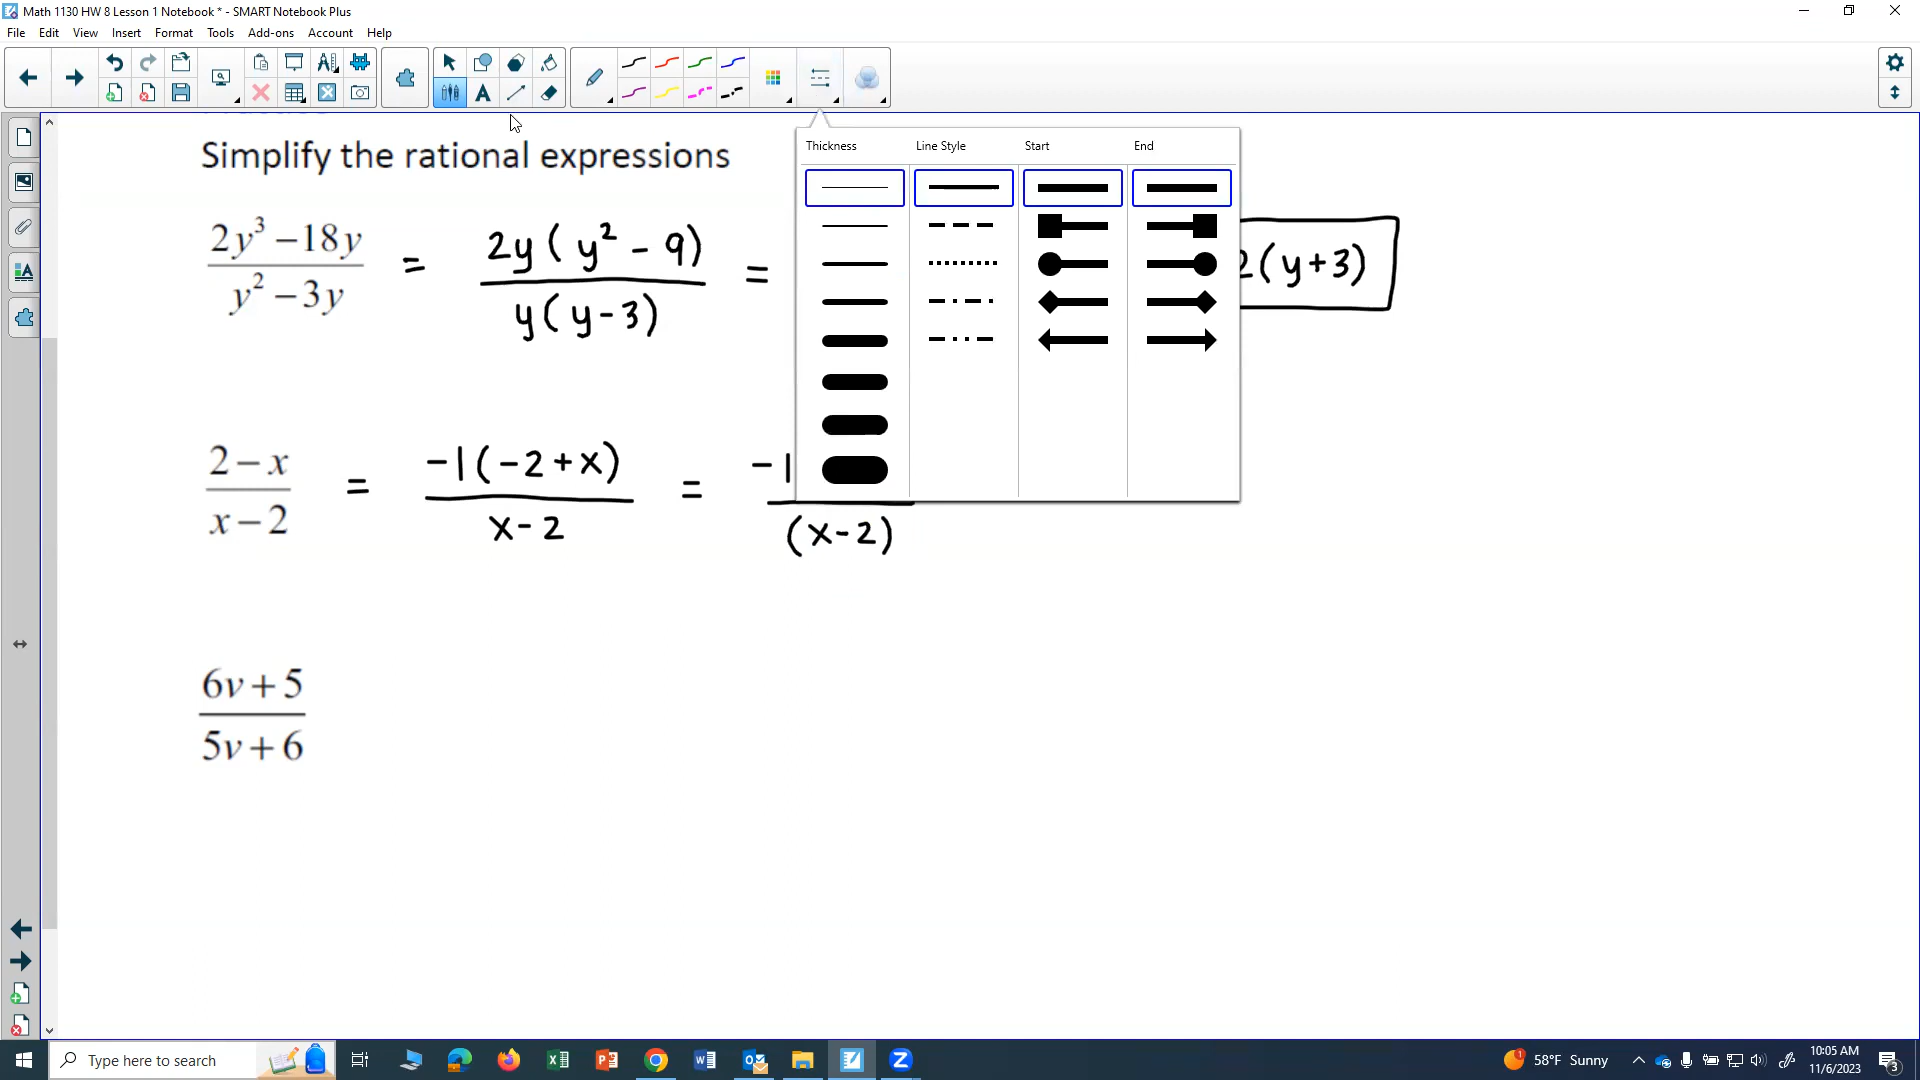 Math 1130 HW 8 Lesson 1 Notebook * - SMART Notebook Plus
File Edit View Insert Format Tools Add-ons Account Help
Thickness Line Style Start End
Simplify the rational expressions
2y³ −18y / y² −3y = 2y(y² - 9) / y(y-3) = 2(y+3)
2−x / x−2 = -1(-2+x) / x-2 = -1 / (x-2)
6v+5 / 5v+6
Type here to search
58°F Sunny
10:05 AM
11/6/2023